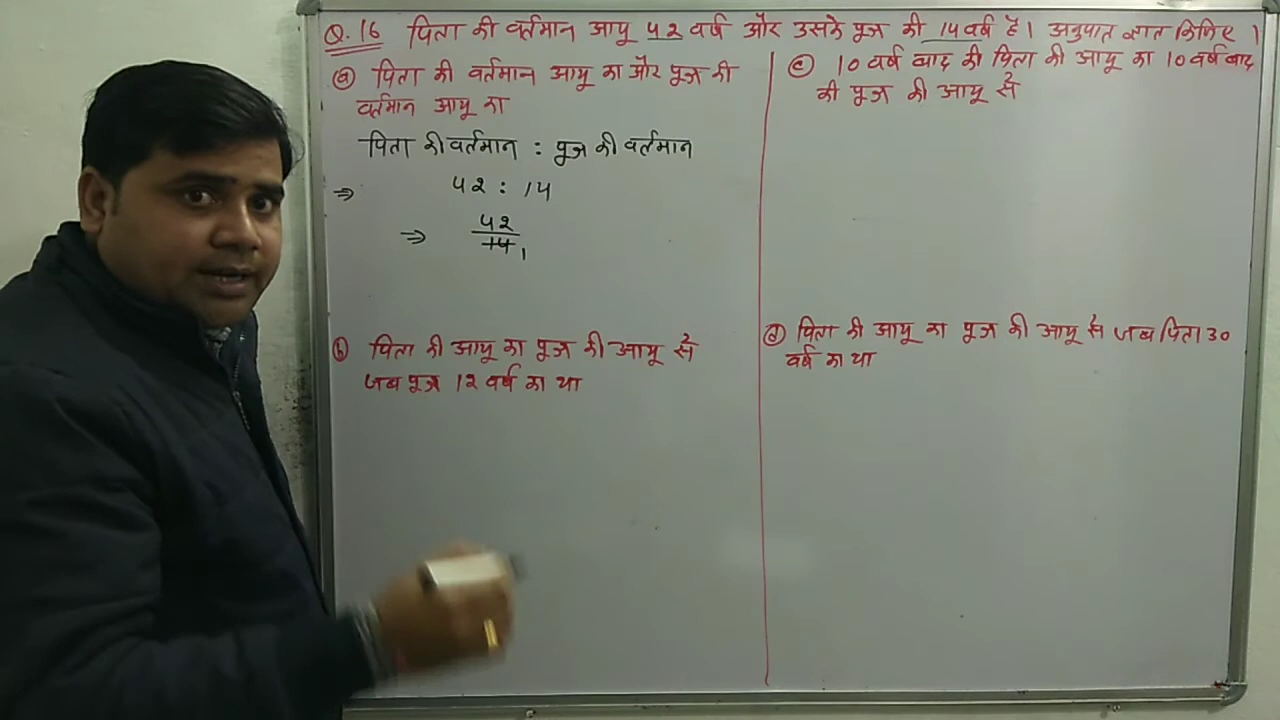 Q.16 पिता की वर्तमान आयु 42 वर्ष और उसके पुत्र की 14 वर्ष है। अनुपात ज्ञात किजिए।
ⓐ पिता की वर्तमान आयु का और पुत्र की
वर्तमान आयु का
पिता की वर्तमान : पुत्र की वर्तमान
⇒ 42 : 14
⇒ 42
14 1
ⓑ पिता की आयु का पुत्र की आयु से
जब पुत्र 12 वर्ष का था
ⓒ 10 वर्ष बाद की पिता की आयु का 10 वर्ष बाद
की पुत्र की आयु से
ⓓ पिता की आयु का पुत्र की आयु से जब पिता 30
वर्ष का था